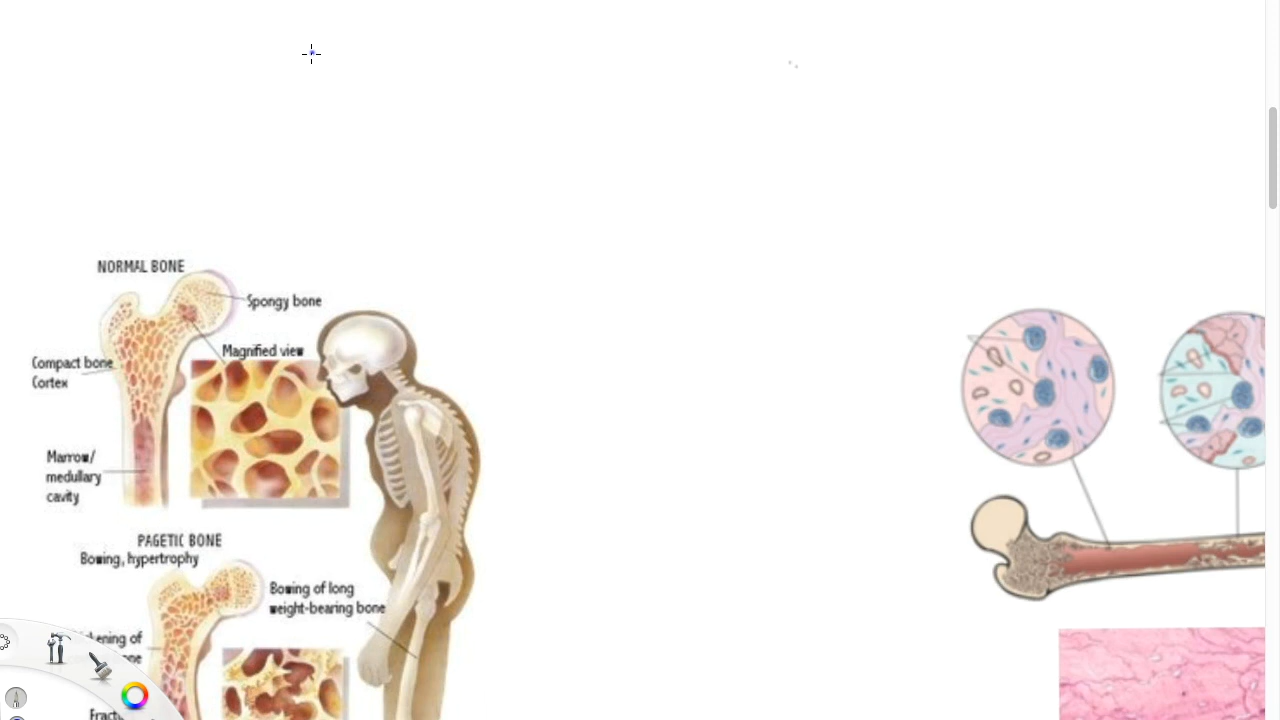 NORMAL BONE
Spongy bone
Magnified view
Compact bone
Cortex
Marrow/
medullary
cavity
PAGETIC BONE
Bowing, hypertrophy
Bowing of long
weight-bearing bone